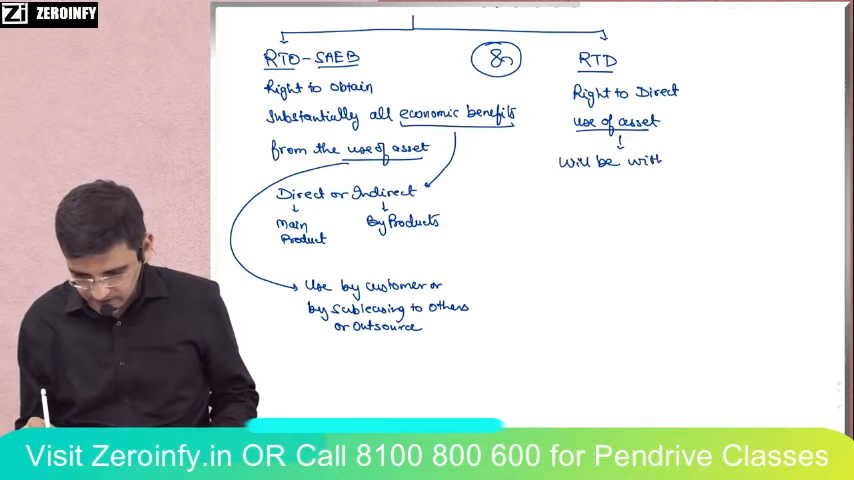 Zi ZEROINFY
RTO - SAEB
&
RTD
Right to Obtain
Substantially all economic benefits
from the use of asset
Right to Direct
use of asset
Will be with
Direct or Indirect
Main
Product
By Products
Use by customer or
by Subleasing to Others
or Outsource
Visit Zeroinfy.in OR Call 8100 800 600 for Pendrive Classes